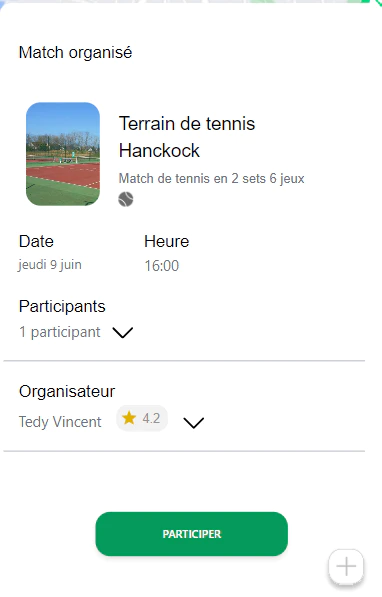 Match organisé
Terrain de tennis
Hanckock
Match de tennis en 2 sets 6 jeux
Date
Heure
jeudi 9 juin
16:00
Participants
1 participant
Organisateur
Tedy Vincent
4.2
PARTICIPER